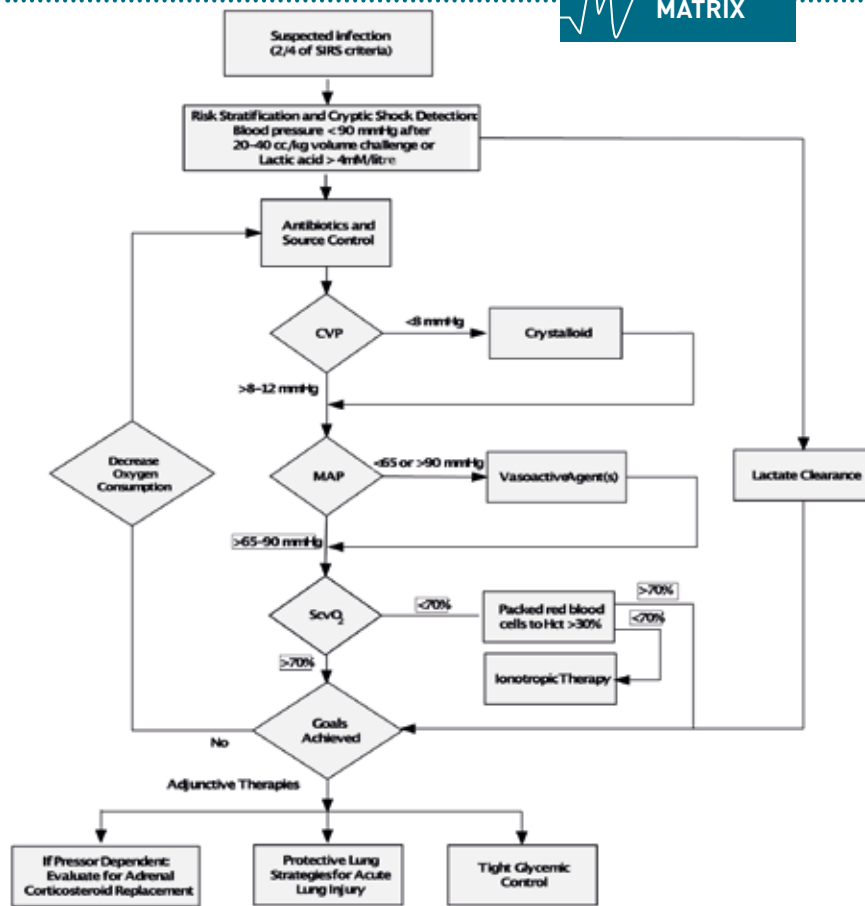 MATRIX
Suspected infection
(2/4 of SIRS criteria)
Risk Stratification and Cryptic Shock Detection:
Blood pressure <90 mmHg after
20–40 cc/kg volume challenge or
Lactic acid > 4mM/litre
Antibiotics and
Source Control
CVP
<8 mmHg
Crystalloid
>8–12 mmHg
Decrease
Oxygen
Consumption
MAP
<65 or >90 mmHg
Vasoactive Agent(s)
Lactate Clearance
>65–90 mmHg
ScvO2
<70%
Packed red blood
cells to Hct >30%
>70%
<70%
>70%
Ionotropic Therapy
Goals
Achieved
No
Adjunctive Therapies
If Pressor Dependent:
Evaluate for Adrenal
Corticosteroid Replacement
Protective Lung
Strategies for Acute
Lung Injury
Tight Glycemic
Control